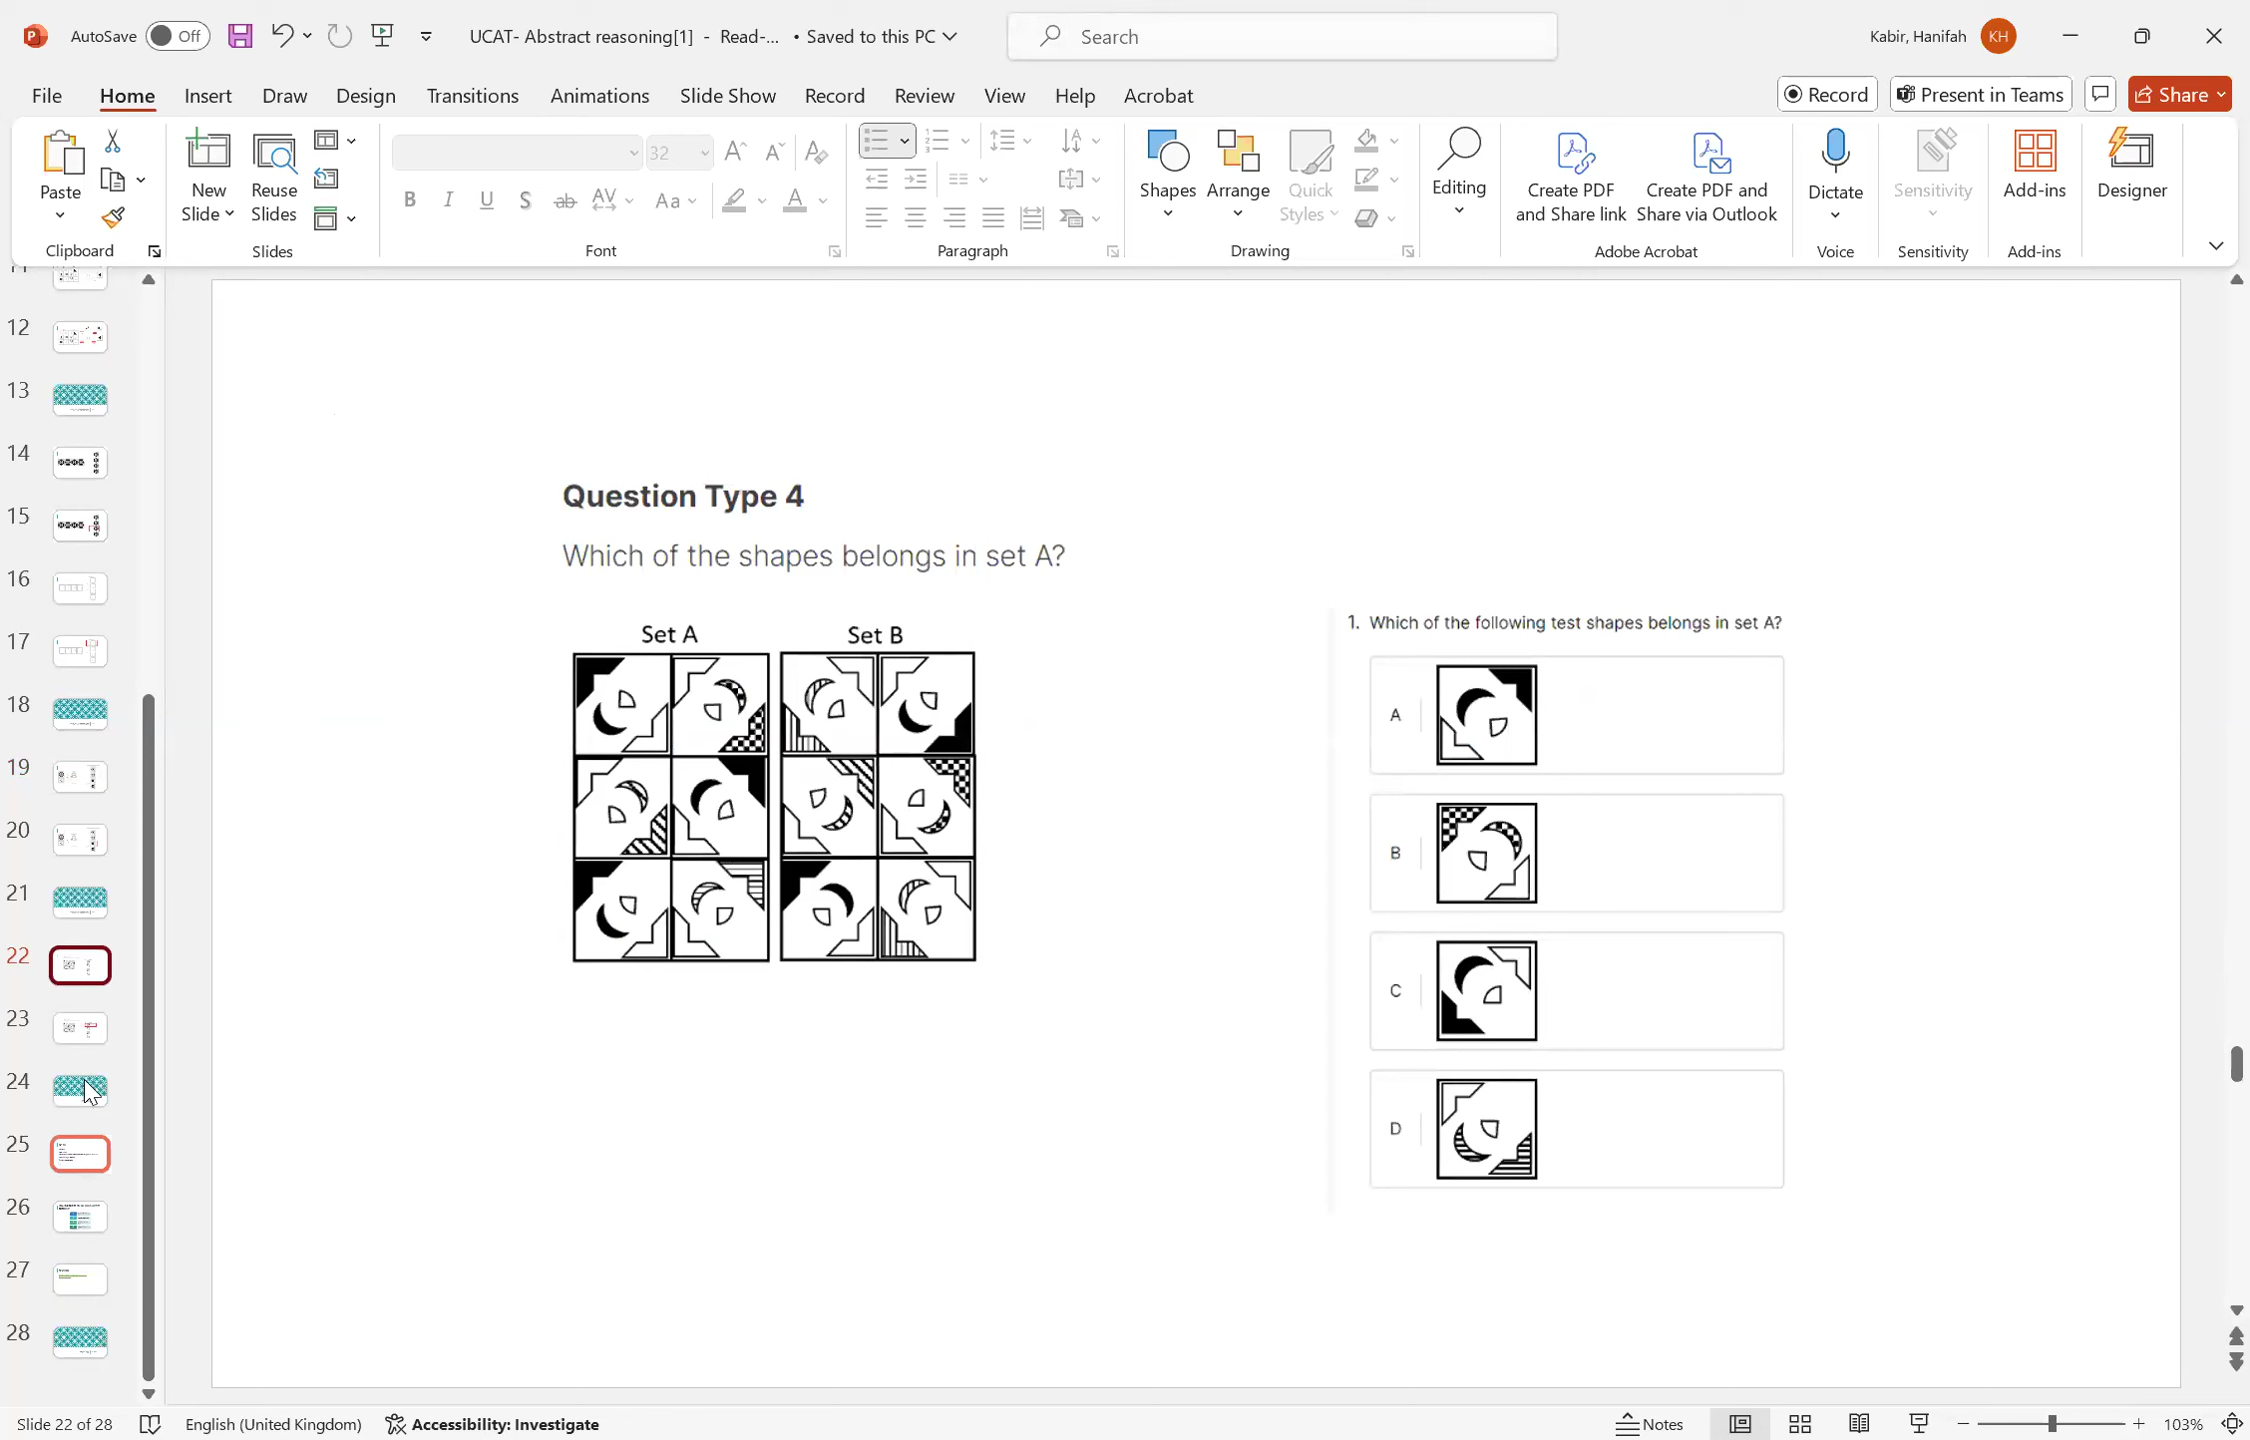 AutoSave Off
UCAT- Abstract reasoning[1] - Read-... • Saved to this PC
Search
Kabir, Hanifah KH
File Home Insert Draw Design Transitions Animations Slide Show Record Review View Help Acrobat
Record
Present in Teams
Share
Paste
New Slide
Reuse Slides
32
B I U S ab AV Aa A
Shapes
Arrange
Quick Styles
Editing
Create PDF and Share link
Create PDF and Share via Outlook
Dictate
Sensitivity
Add-ins
Designer
Clipboard
Slides
Font
Paragraph
Drawing
Adobe Acrobat
Voice
Sensitivity
Add-ins
12
13
14
15
16
17
18
19
20
21
22
23
24
25
26
27
28
Question Type 4
Which of the shapes belongs in set A?
Set A
Set B
1. Which of the following test shapes belongs in set A?
A
B
C
D
Slide 22 of 28
English (United Kingdom)
Accessibility: Investigate
Notes
103%